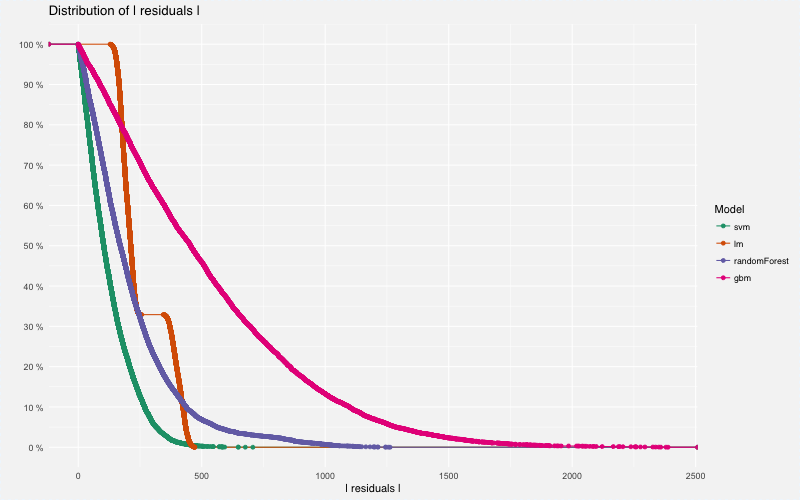 Distribution of | residuals |
100 %
90 %
80 %
70 %
60 %
50 %
40 %
30 %
20 %
10 %
0 %
0
500
1000
1500
2000
2500
| residuals |
Model
svm
lm
randomForest
gbm